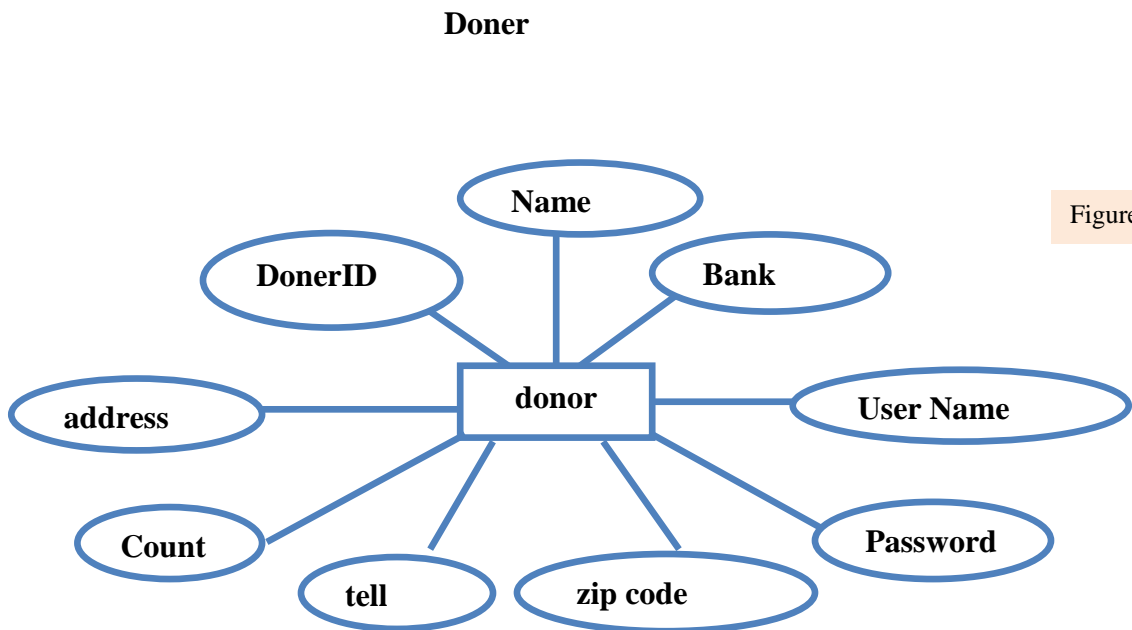 Doner
Name
Figure
DonerID
Bank
donor
address
User Name
Count
Password
tell
zip code